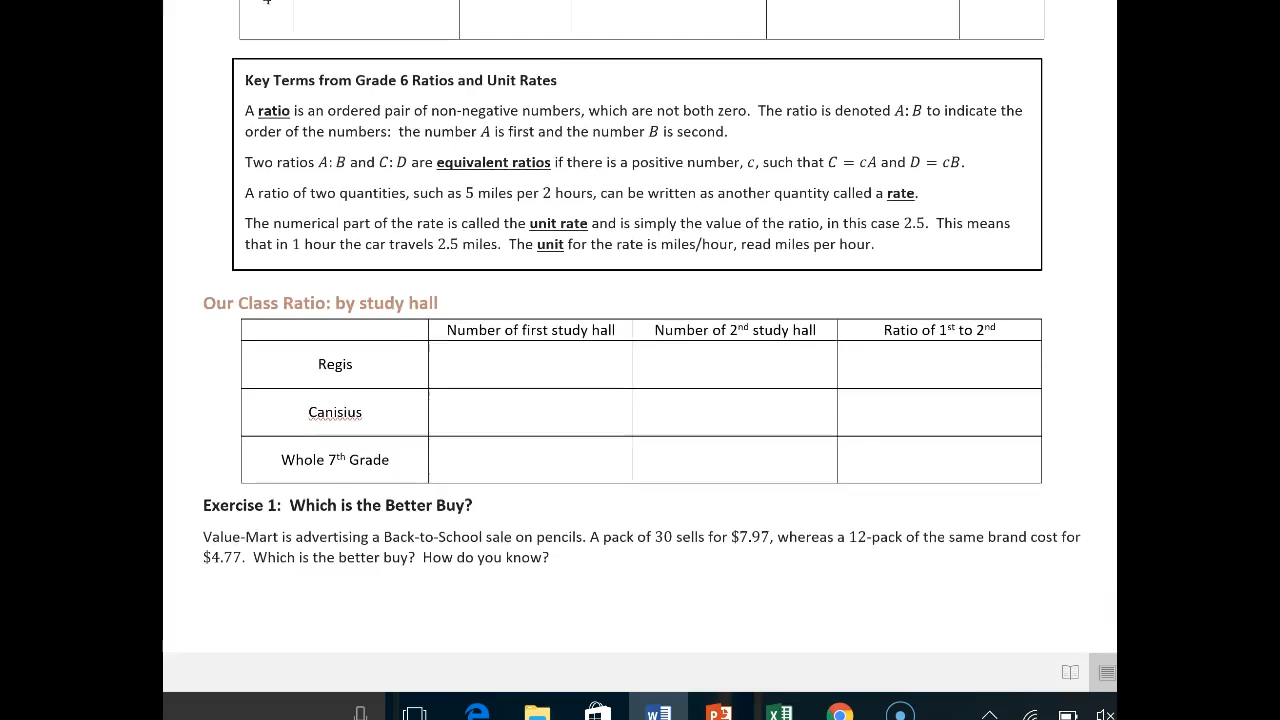 4
Key Terms from Grade 6 Ratios and Unit Rates
A ratio is an ordered pair of non-negative numbers, which are not both zero.  The ratio is denoted A: B to indicate the
order of the numbers:  the number A is first and the number B is second.
Two ratios A: B and C: D are equivalent ratios if there is a positive number, c, such that C = cA and D = cB.
A ratio of two quantities, such as 5 miles per 2 hours, can be written as another quantity called a rate.
The numerical part of the rate is called the unit rate and is simply the value of the ratio, in this case 2.5.  This means
that in 1 hour the car travels 2.5 miles.  The unit for the rate is miles/hour, read miles per hour.
Our Class Ratio: by study hall
Number of first study hall Number of 2nd study hall Ratio of 1st to 2nd
Regis
Canisius
Whole 7th Grade
Exercise 1:  Which is the Better Buy?
Value-Mart is advertising a Back-to-School sale on pencils. A pack of 30 sells for $7.97, whereas a 12-pack of the same brand cost for
$4.77.  Which is the better buy?  How do you know?